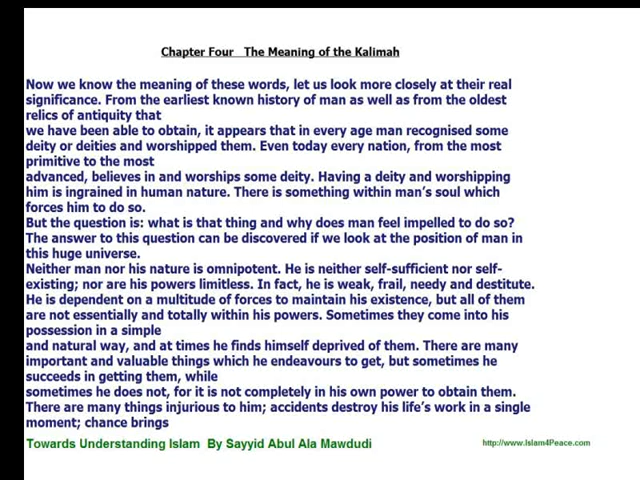 Chapter Four   The Meaning of the Kalimah
Now we know the meaning of these words, let us look more closely at their real
significance. From the earliest known history of man as well as from the oldest
relics of antiquity that
we have been able to obtain, it appears that in every age man recognised some
deity or deities and worshipped them. Even today every nation, from the most
primitive to the most
advanced, believes in and worships some deity. Having a deity and worshipping
him is ingrained in human nature. There is something within man's soul which
forces him to do so.
But the question is: what is that thing and why does man feel impelled to do so?
The answer to this question can be discovered if we look at the position of man in
this huge universe.
Neither man nor his nature is omnipotent. He is neither self-sufficient nor self-
existing; nor are his powers limitless. In fact, he is weak, frail, needy and destitute.
He is dependent on a multitude of forces to maintain his existence, but all of them
are not essentially and totally within his powers. Sometimes they come into his
possession in a simple
and natural way, and at times he finds himself deprived of them. There are many
important and valuable things which he endeavours to get, but sometimes he
succeeds in getting them, while
sometimes he does not, for it is not completely in his own power to obtain them.
There are many things injurious to him; accidents destroy his life's work in a single
moment; chance brings
Towards Understanding Islam  By Sayyid Abul Ala Mawdudi
http://www.Islam4Peace.com